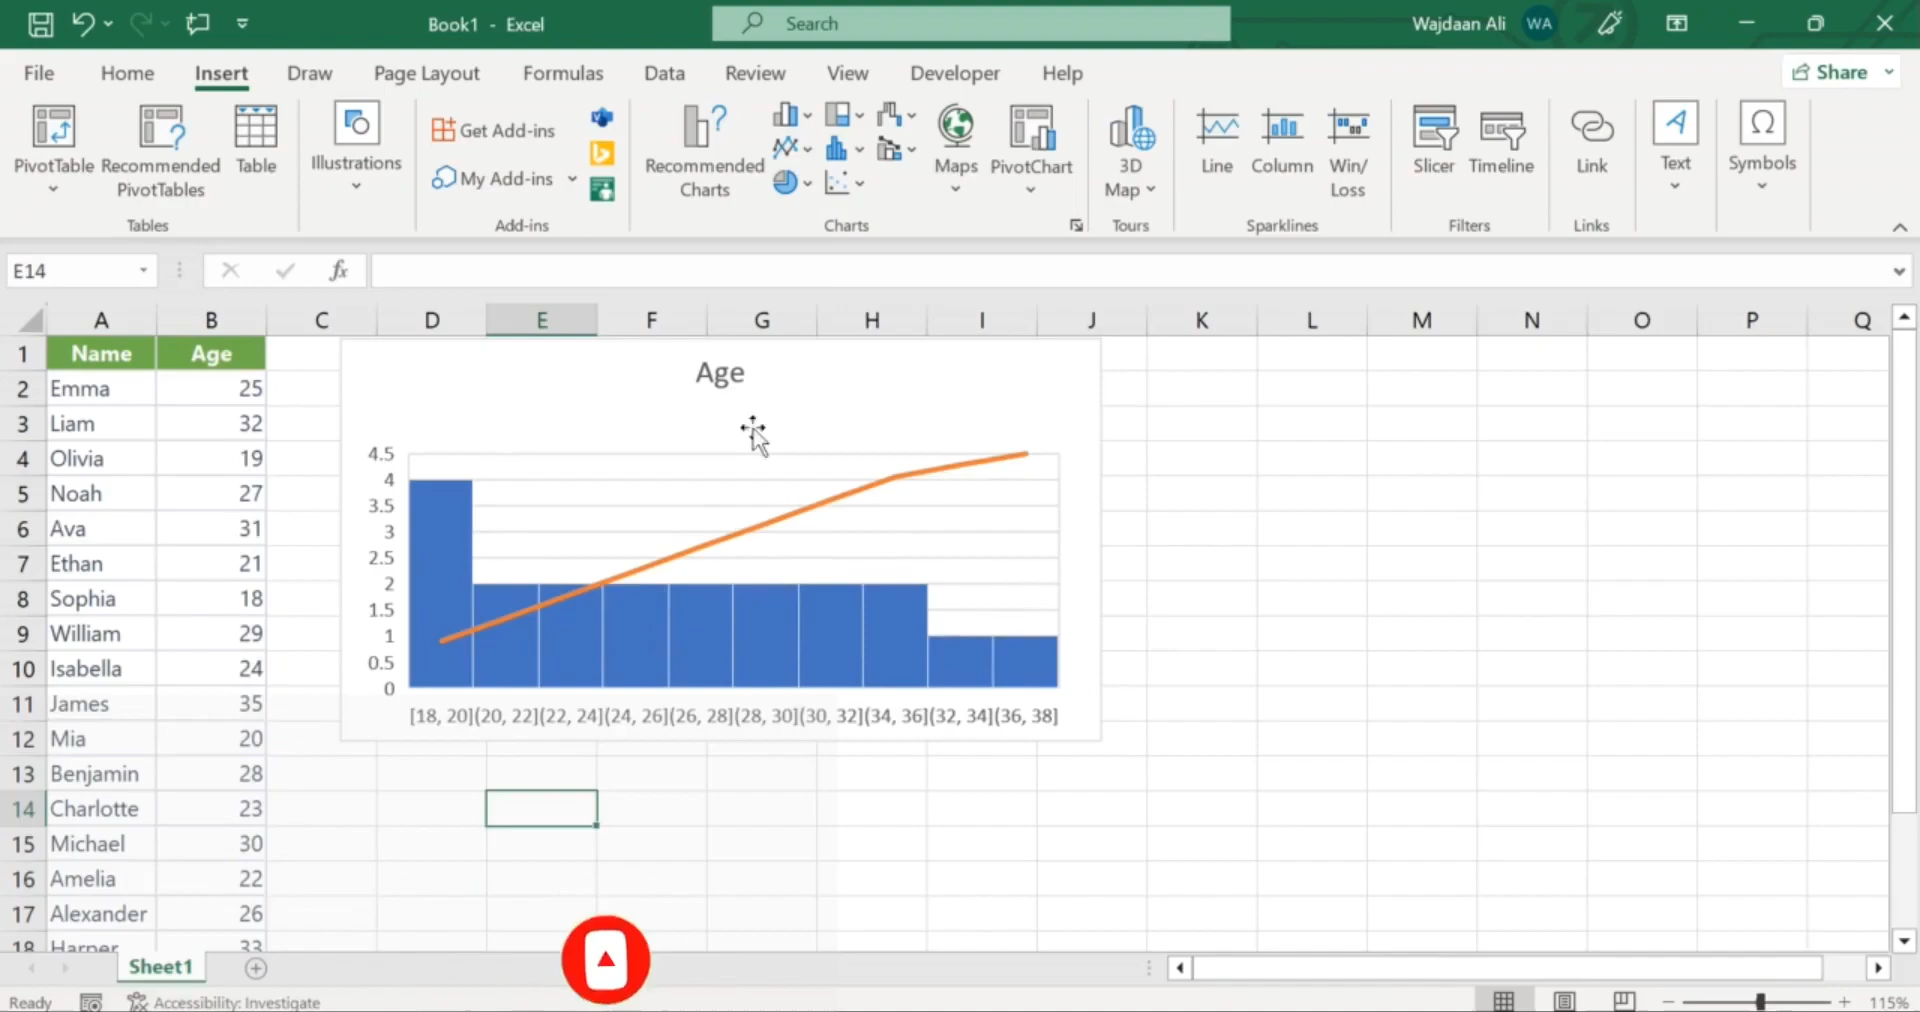 Book1 - Excel
Search
Wajdaan Ali WA
File Home Insert Draw Page Layout Formulas Data Review View Developer Help Share
PivotTable Recommended PivotTables Table
Tables
Illustrations
Get Add-ins
My Add-ins
Add-ins
Recommended Charts
Maps PivotChart
Charts
3D Map
Tours
Line Column Win/Loss
Sparklines
Slicer Timeline
Filters
Link
Links
Text
Symbols
E14 fx
A B C D E F G H I J K L M N O P Q
1 Name Age
2 Emma 25
3 Liam 32
4 Olivia 19
5 Noah 27
6 Ava 31
7 Ethan 21
8 Sophia 18
9 William 29
10 Isabella 24
11 James 35
12 Mia 20
13 Benjamin 28
14 Charlotte 23
15 Michael 30
16 Amelia 22
17 Alexander 26
18 Harper 33
Age
4.5
4
3.5
3
2.5
2
1.5
1
0.5
0
[18, 20] (20, 22] (22, 24] (24, 26] (26, 28] (28, 30] (30, 32] (34, 36] (32, 34] (36, 38]
Sheet1
Ready Accessibility: Investigate 115%